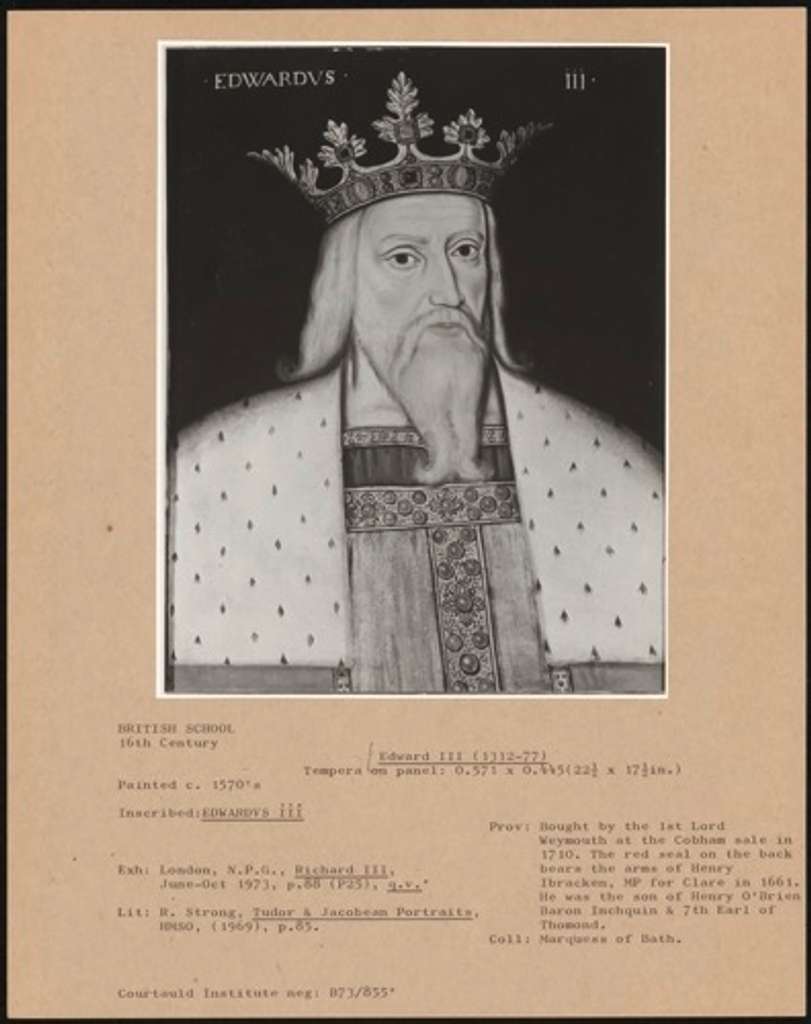 · EDWARDVS · iii ·
BRITISH SCHOOL
16th Century
Edward III (1312-77)
Tempera on panel: 0.571 x 0.445(22½ x 17½in.)
Painted c. 1570's
Inscribed:EDWARDVS III
Prov: Bought by the 1st Lord
Weymouth at the Cobham sale in
1710. The red seal on the back
bears the arms of Henry
Ibracken, MP for Clare in 1661.
He was the son of Henry O'Brien
Baron Inchquin & 7th Earl of
Thomond.
Coll: Marquess of Bath.
Exh: London, N.P.G., Richard III,
June-Oct 1973, p.88 (P25), q.v.'
Lit: R. Strong, Tudor & Jacobean Portraits,
HMSO, (1969), p.85.
Courtauld Institute neg: B73/855*